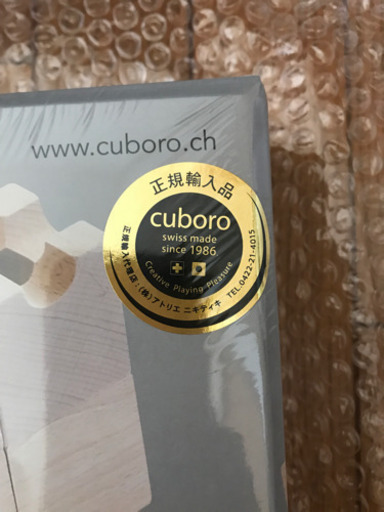 www.cuboro.ch
正規輸入品
cuboro
swiss made
since 1986
Creative Playing Pleasure
正規輸入代理店：(株)アトリエ ニキティキ TEL.0422-21-4015